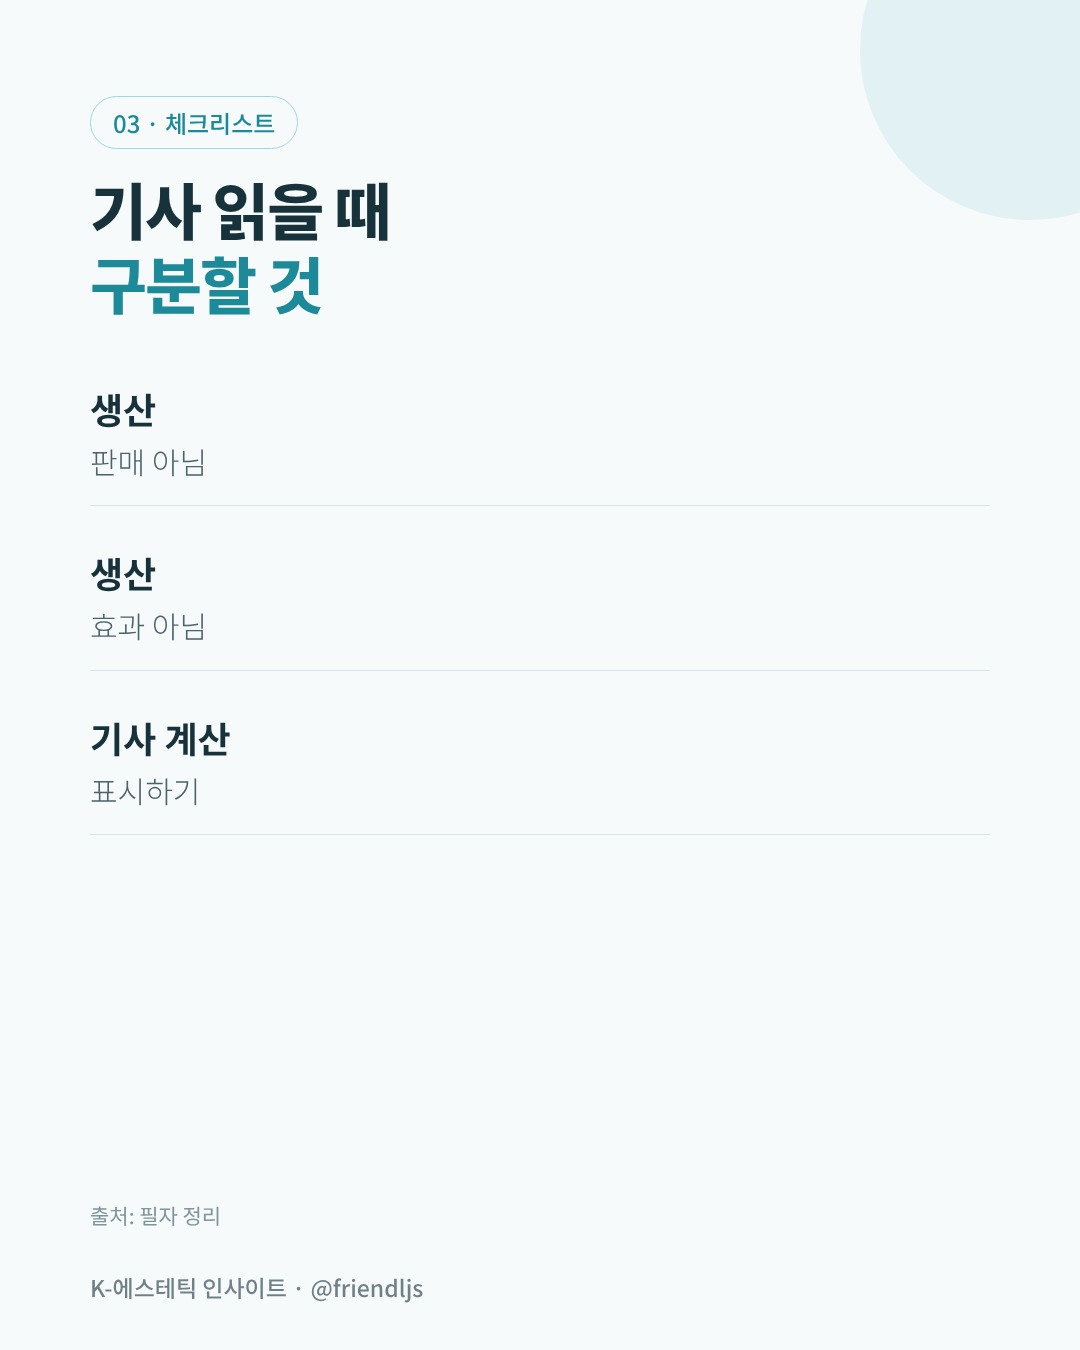 03 · 체크리스트
기사 읽을 때
구분할 것
생산
판매 아님
생산
효과 아님
기사 계산
표시하기
출처: 필자 정리
K-에스테틱 인사이트 · @friendljs